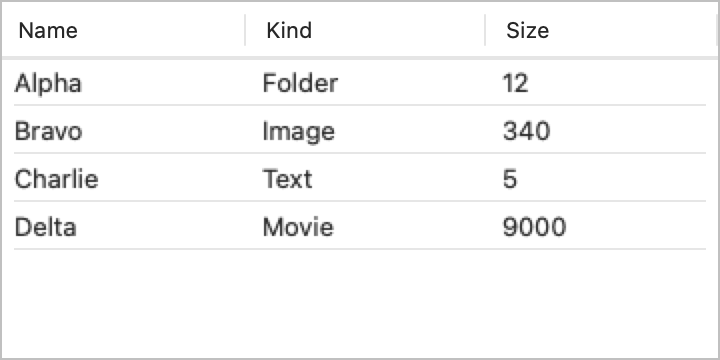 Name Kind Size
Alpha Folder 12
Bravo Image 340
Charlie Text 5
Delta Movie 9000